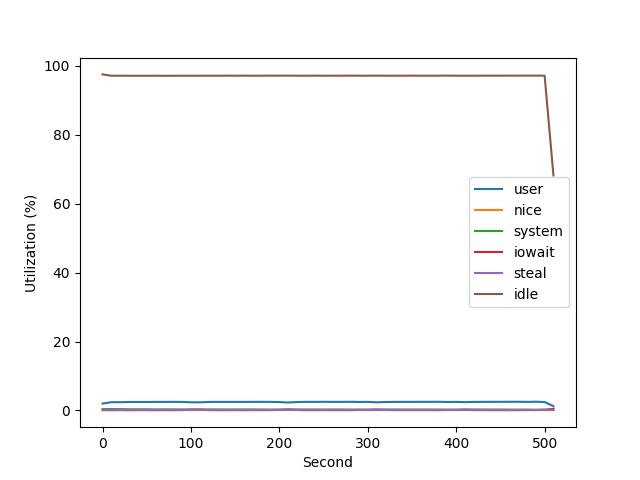 100
80
60
40
20
0
Utilization (%)
user
nice
system
iowait
steal
idle
0 100 200 300 400 500
Second